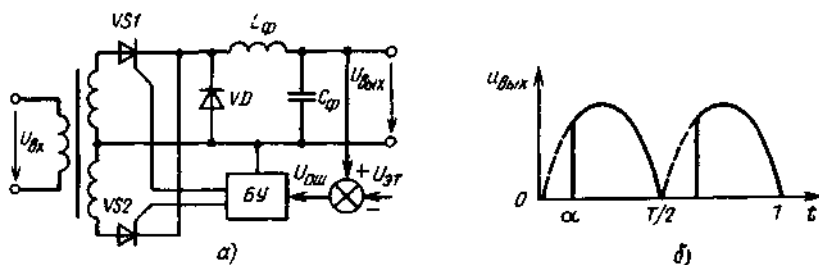 VS1
Lф
Uвх
VD
Cф
Uвых
VS2
БУ
Uош
+ Uэт
−
а)
uвых
0
α
T/2
T
t
б)